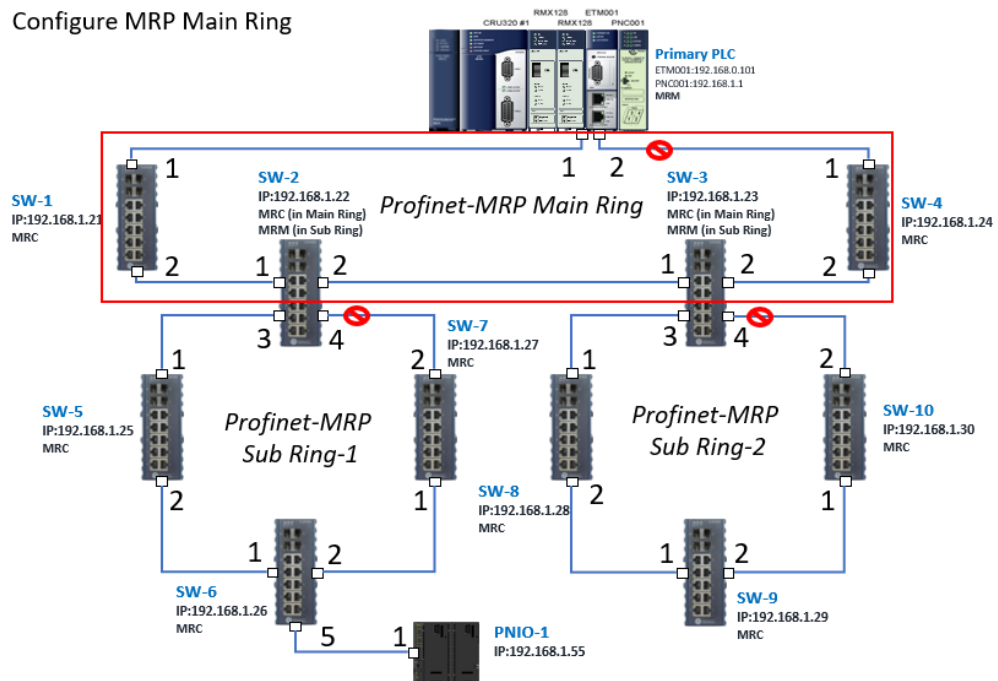 Configure MRP Main Ring
RMX128 ETM001
CRU320 #1 RMX128 PNC001
Primary PLC
ETM001:192.168.0.101
PNC001:192.168.1.1
MRM
1 1 2 1
SW-1
IP:192.168.1.21
MRC
SW-2
IP:192.168.1.22
MRC (in Main Ring)
MRM (in Sub Ring)
Profinet-MRP Main Ring
SW-3
IP:192.168.1.23
MRC (in Main Ring)
MRM (in Sub Ring)
SW-4
IP:192.168.1.24
MRC
2 1 2 1 2 2
3 4 3 4
SW-7
IP:192.168.1.27
MRC
1 2 1 2
SW-5
IP:192.168.1.25
MRC
Profinet-MRP
Sub Ring-1
Profinet-MRP
Sub Ring-2
SW-10
IP:192.168.1.30
MRC
2 1 2 1
SW-8
IP:192.168.1.28
MRC
1 2 1 2
SW-6
IP:192.168.1.26
MRC
SW-9
IP:192.168.1.29
MRC
5 1
PNIO-1
IP:192.168.1.55